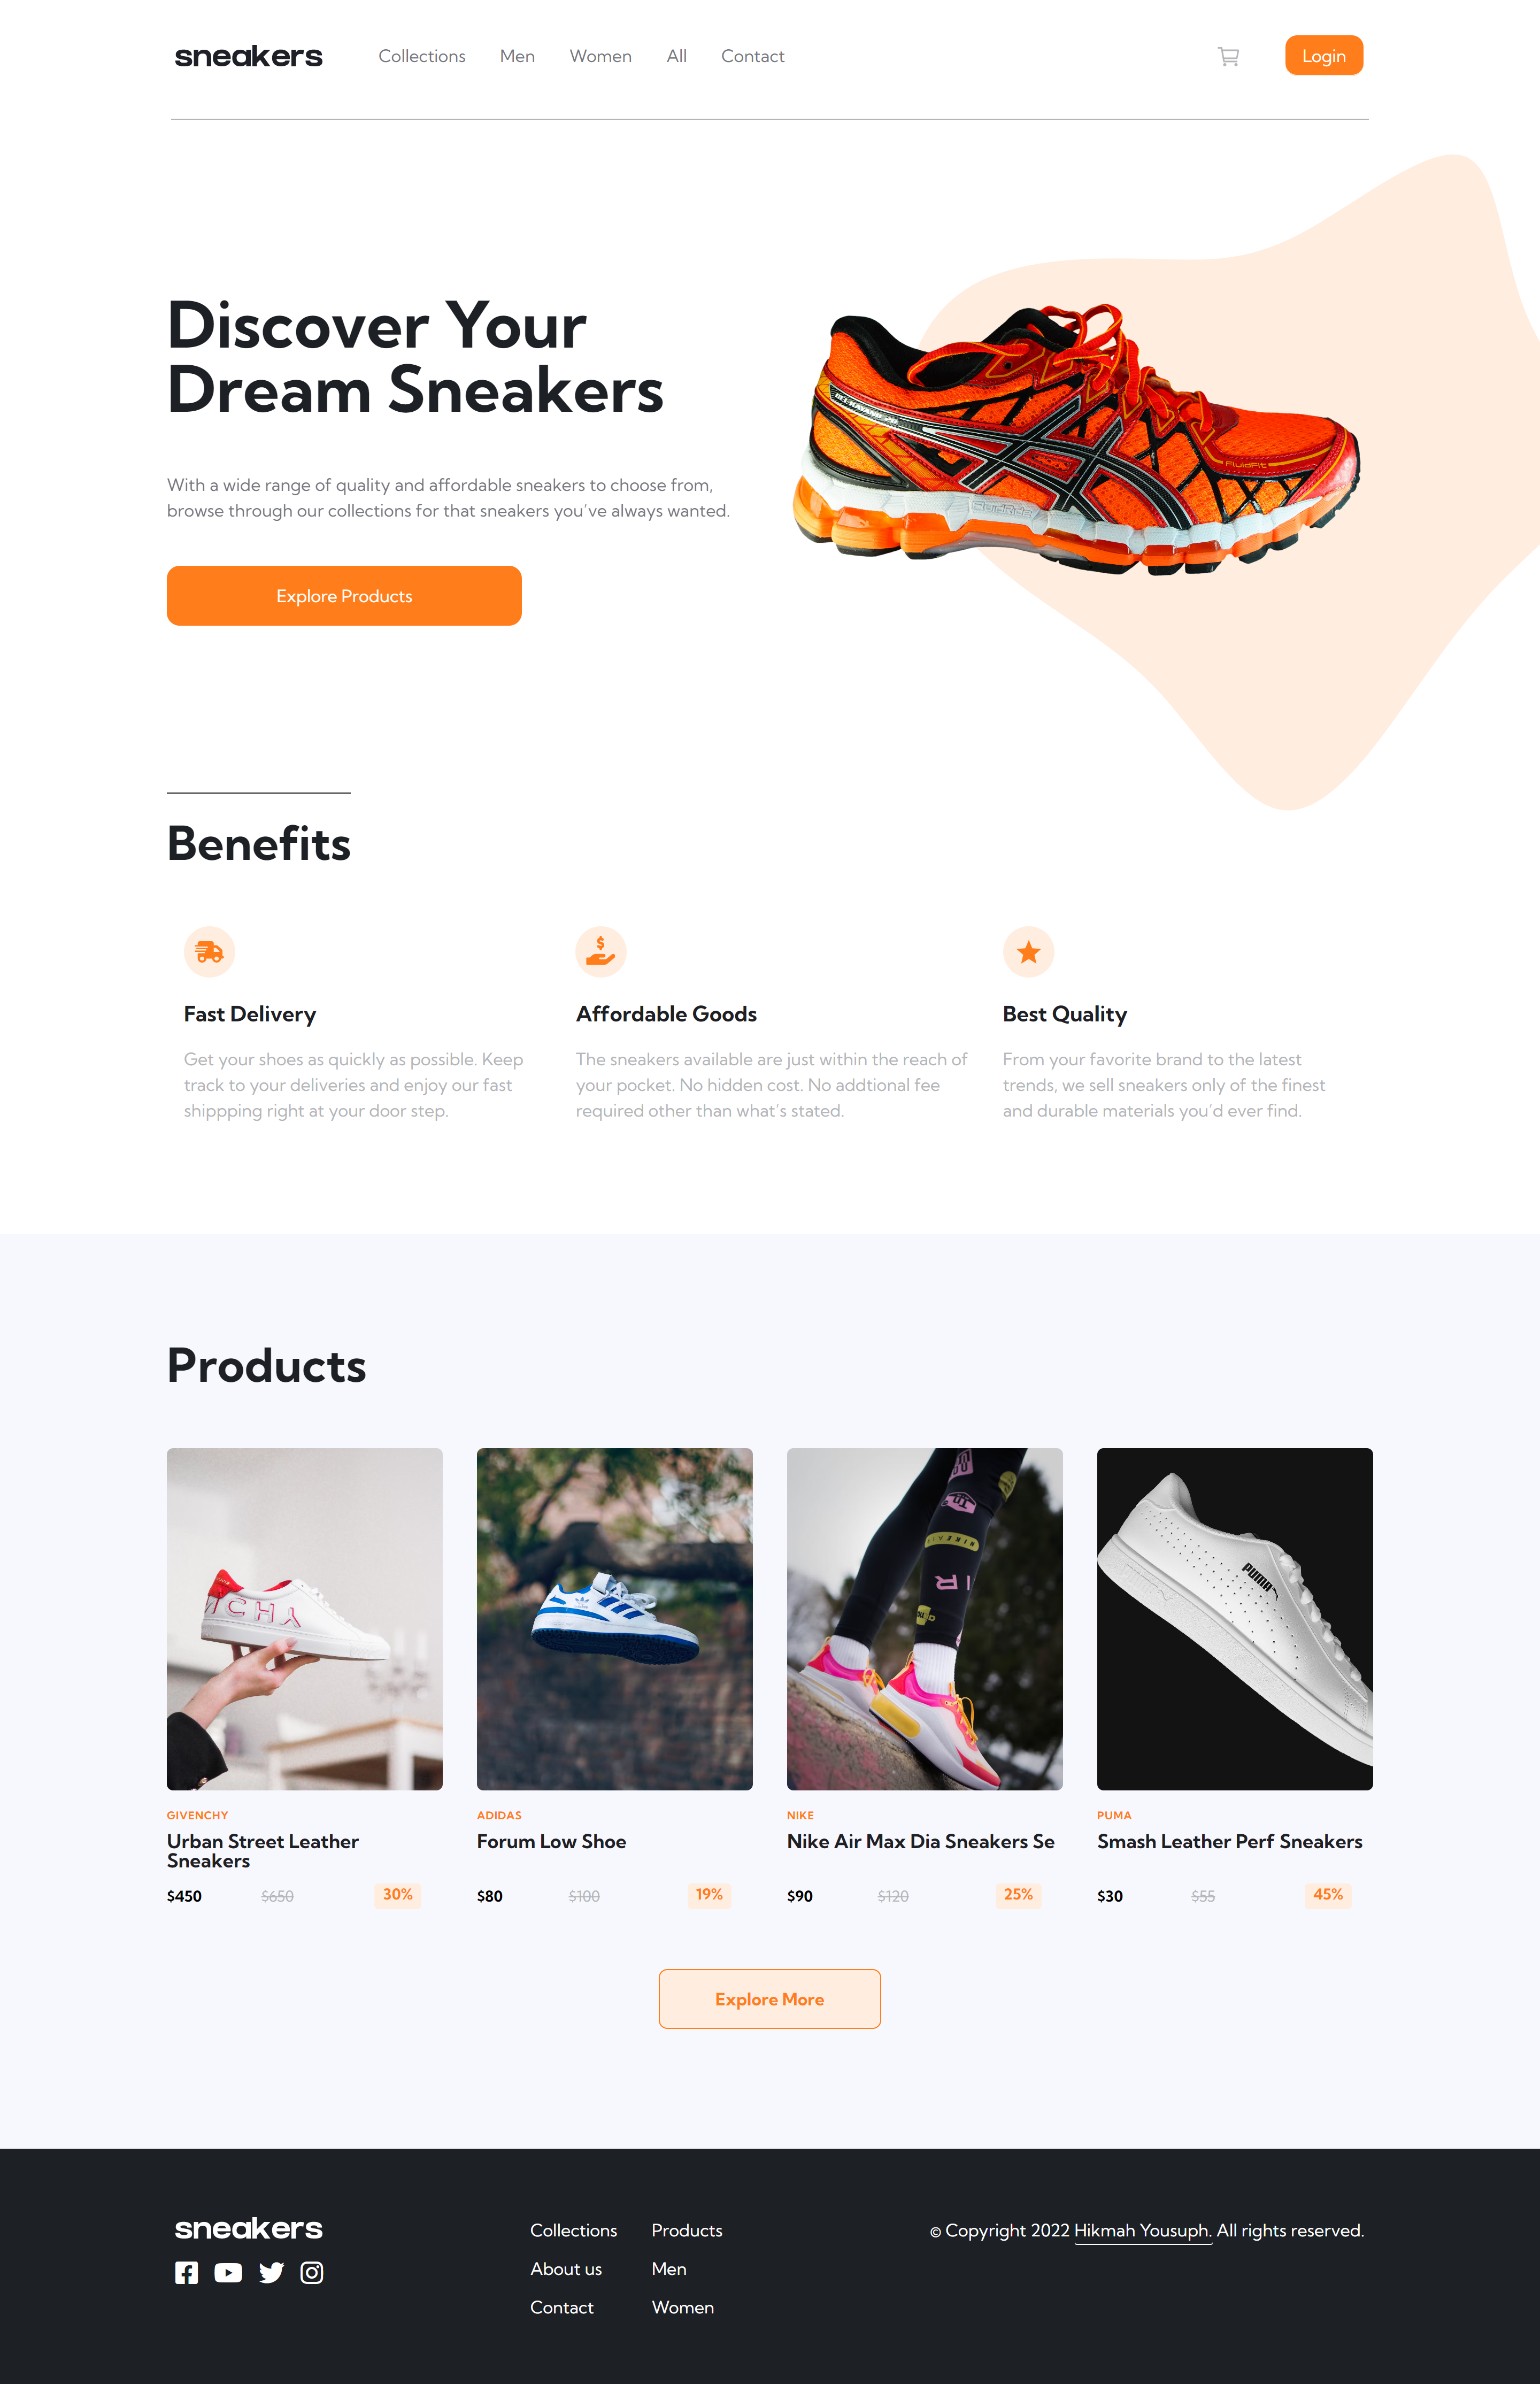 sneakers
Collections
Men
Women
All
Contact
Login
Discover Your
Dream Sneakers
With a wide range of quality and affordable sneakers to choose from,
browse through our collections for that sneakers you’ve always wanted.
Explore Products
FluidFit
FluidRide
Benefits
Fast Delivery
Get your shoes as quickly as possible. Keep
track to your deliveries and enjoy our fast
shippping right at your door step.
Affordable Goods
The sneakers available are just within the reach of
your pocket. No hidden cost. No addtional fee
required other than what’s stated.
Best Quality
From your favorite brand to the latest
trends, we sell sneakers only of the finest
and durable materials you’d ever find.
Products
CHY
PUMA
GIVENCHY
Urban Street Leather
Sneakers
$450 $650 30%
ADIDAS
Forum Low Shoe
$80 $100 19%
NIKE
Nike Air Max Dia Sneakers Se
$90 $120 25%
PUMA
Smash Leather Perf Sneakers
$30 $55 45%
Explore More
sneakers
Collections
About us
Contact
Products
Men
Women
© Copyright 2022 Hikmah Yousuph. All rights reserved.